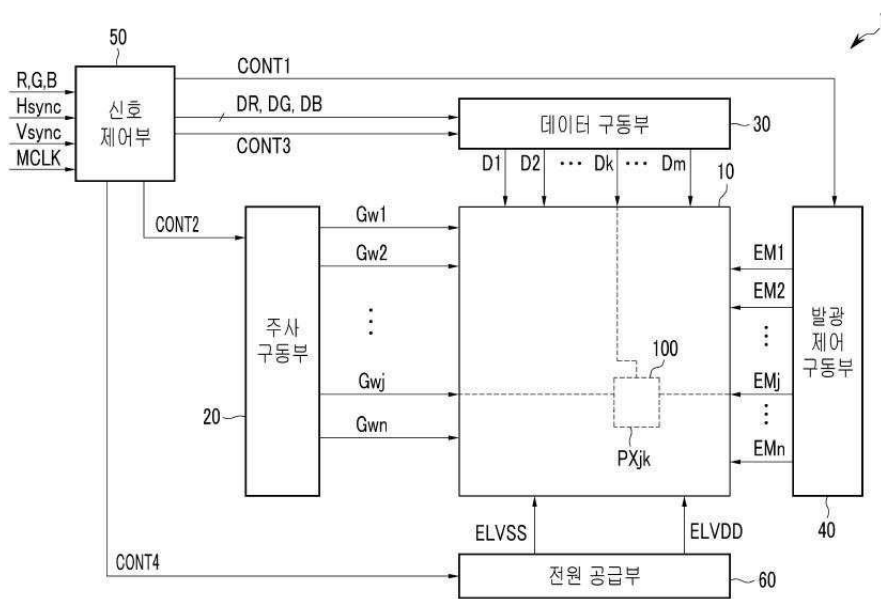 50
R,G,B
Hsync
Vsync
MCLK
신호
제어부
CONT1
DR, DG, DB
CONT3
데이터 구동부
30
D1 D2 ··· Dk ··· Dm
10
CONT2
Gw1
Gw2
⋮
Gwj
Gwn
주사
구동부
20
100
PXjk
EM1
EM2
⋮
EMj
⋮
EMn
발광
제어
구동부
40
ELVSS
ELVDD
CONT4
전원 공급부
60